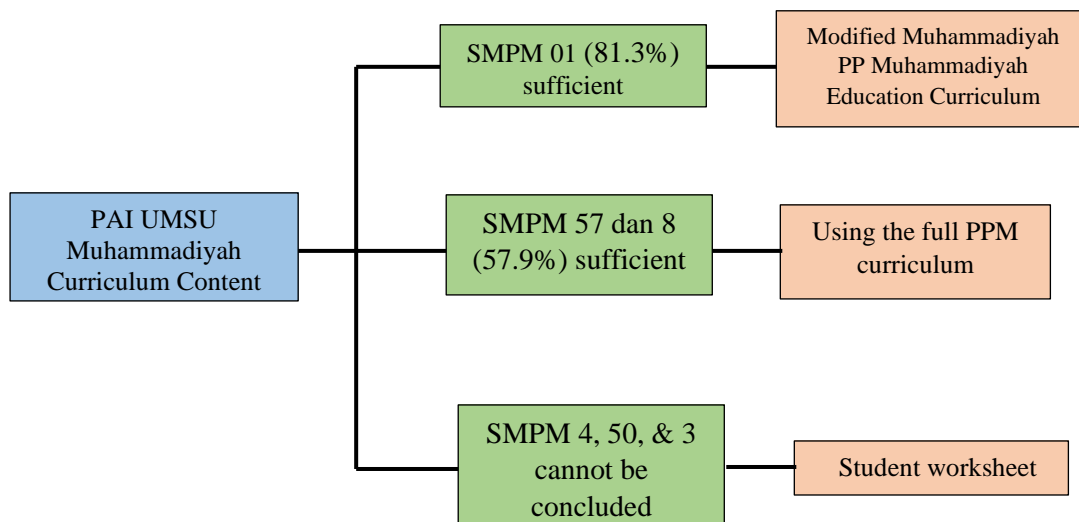 SMPM 01 (81.3%)
sufficient
Modified Muhammadiyah
PP Muhammadiyah
Education Curriculum
PAI UMSU
Muhammadiyah
Curriculum Content
SMPM 57 dan 8
(57.9%) sufficient
Using the full PPM
curriculum
SMPM 4, 50, & 3
cannot be
concluded
Student worksheet